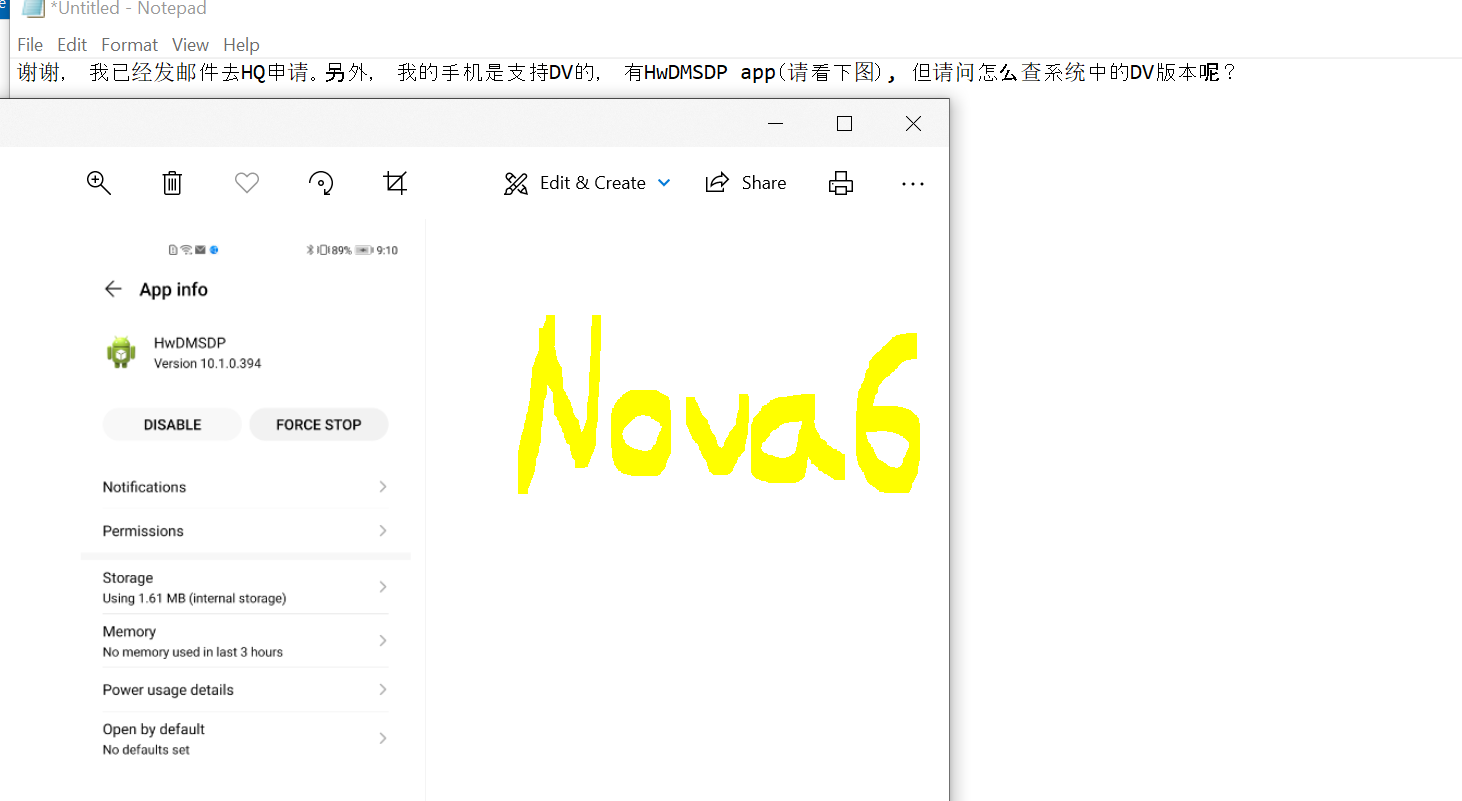 *Untitled - Notepad
File Edit Format View Help
谢谢, 我已经发邮件去HQ申请。另外, 我的手机是支持DV的, 有HwDMSDP app(请看下图), 但请问怎么查系统中的DV版本呢?
Edit & Create
Share
89% 9:10
App info
HwDMSDP
Version 10.1.0.394
DISABLE FORCE STOP
Notifications
Permissions
Storage
Using 1.61 MB (internal storage)
Memory
No memory used in last 3 hours
Power usage details
Open by default
No defaults set
Nova6